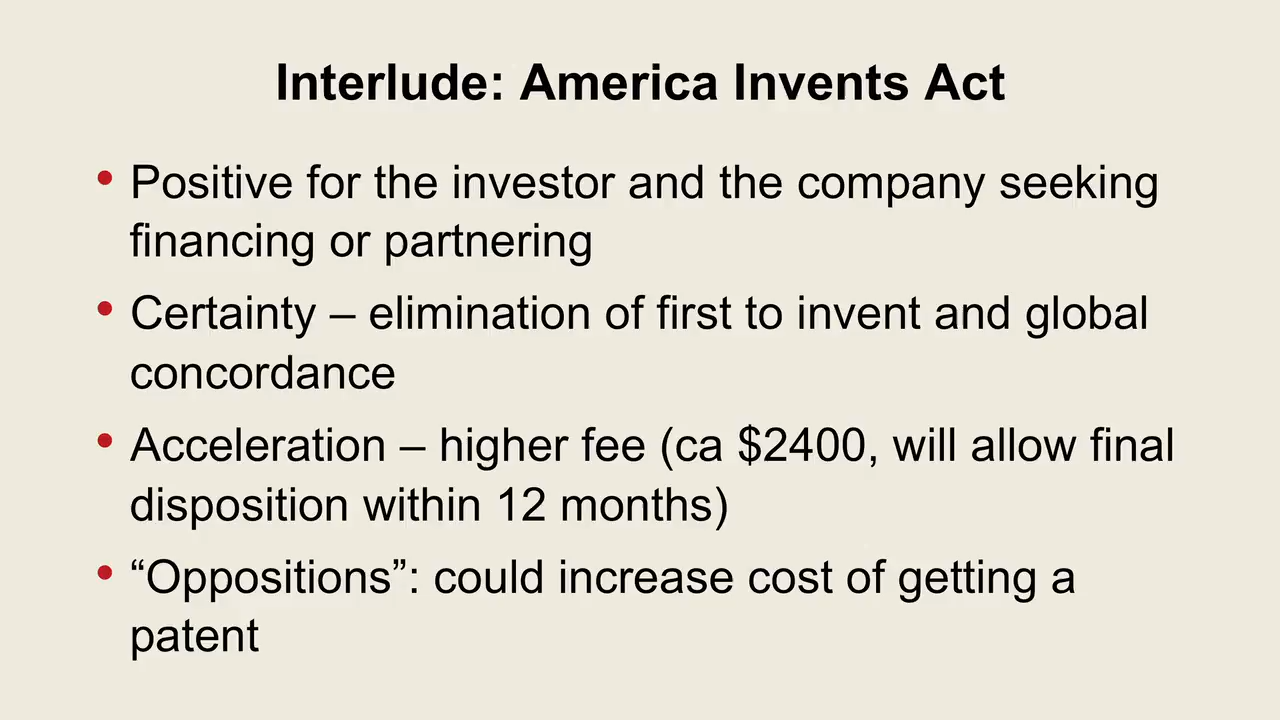 Interlude: America Invents Act
• Positive for the investor and the company seeking
financing or partnering
• Certainty – elimination of first to invent and global
concordance
• Acceleration – higher fee (ca $2400, will allow final
disposition within 12 months)
• “Oppositions”: could increase cost of getting a
patent